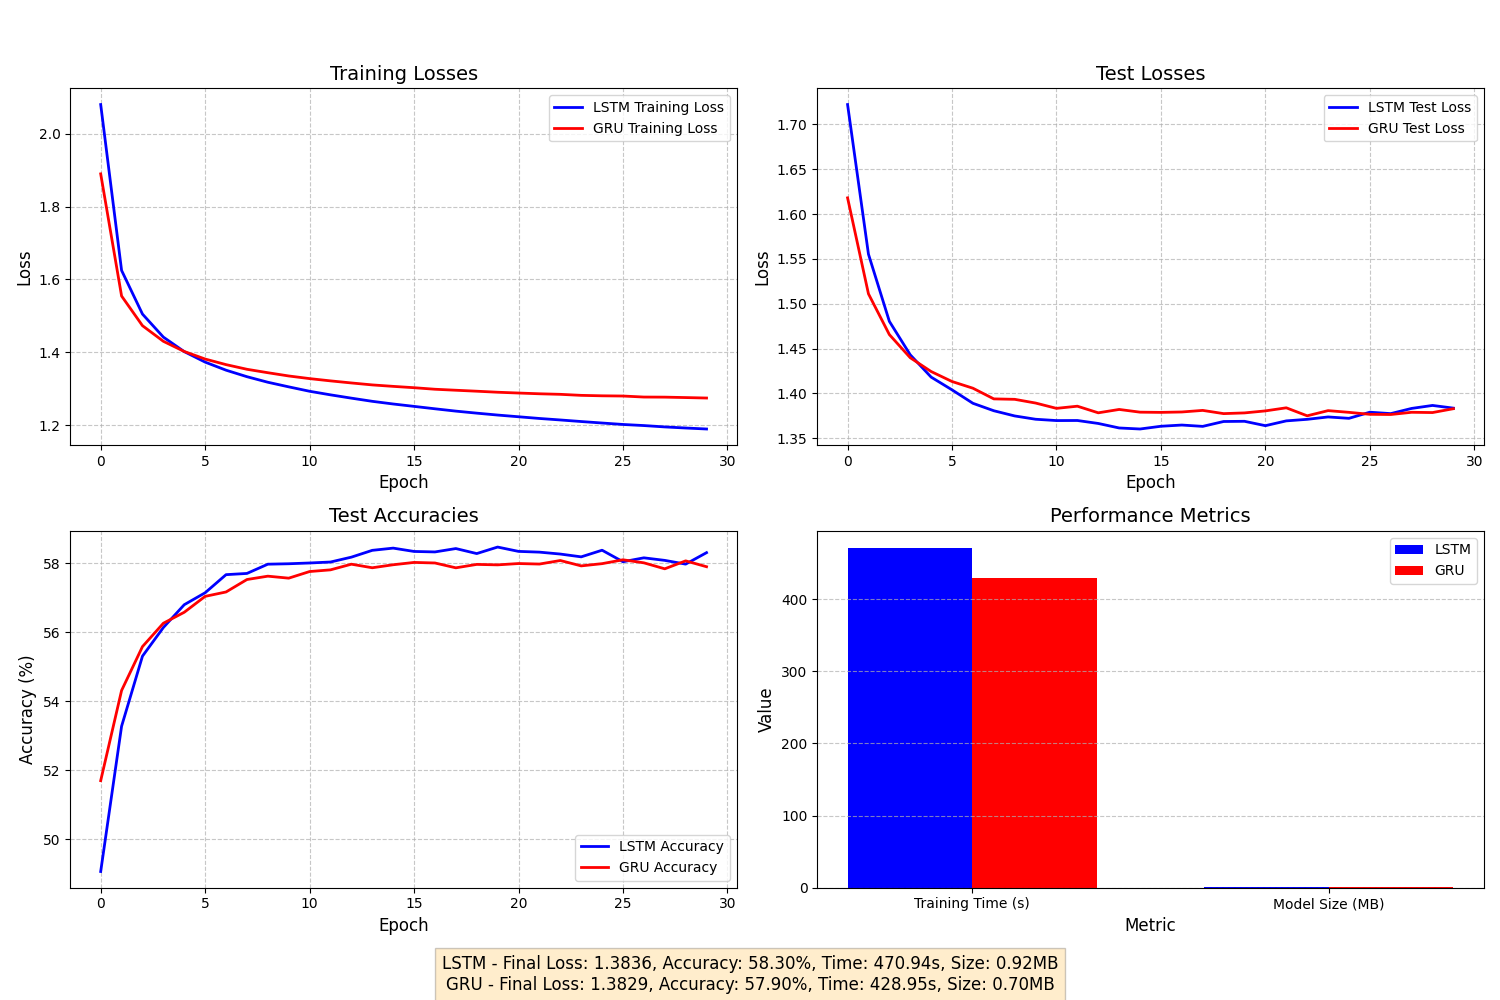 Training Losses
Loss
2.0
1.8
1.6
1.4
1.2
LSTM Training Loss
GRU Training Loss
0 5 10 15 20 25 30
Epoch
Test Losses
Loss
1.70
1.65
1.60
1.55
1.50
1.45
1.40
1.35
LSTM Test Loss
GRU Test Loss
0 5 10 15 20 25 30
Epoch
Test Accuracies
Accuracy (%)
58
56
54
52
50
LSTM Accuracy
GRU Accuracy
0 5 10 15 20 25 30
Epoch
Performance Metrics
Value
400
300
200
100
0
LSTM
GRU
Training Time (s) Model Size (MB)
Metric
LSTM - Final Loss: 1.3836, Accuracy: 58.30%, Time: 470.94s, Size: 0.92MB
GRU - Final Loss: 1.3829, Accuracy: 57.90%, Time: 428.95s, Size: 0.70MB